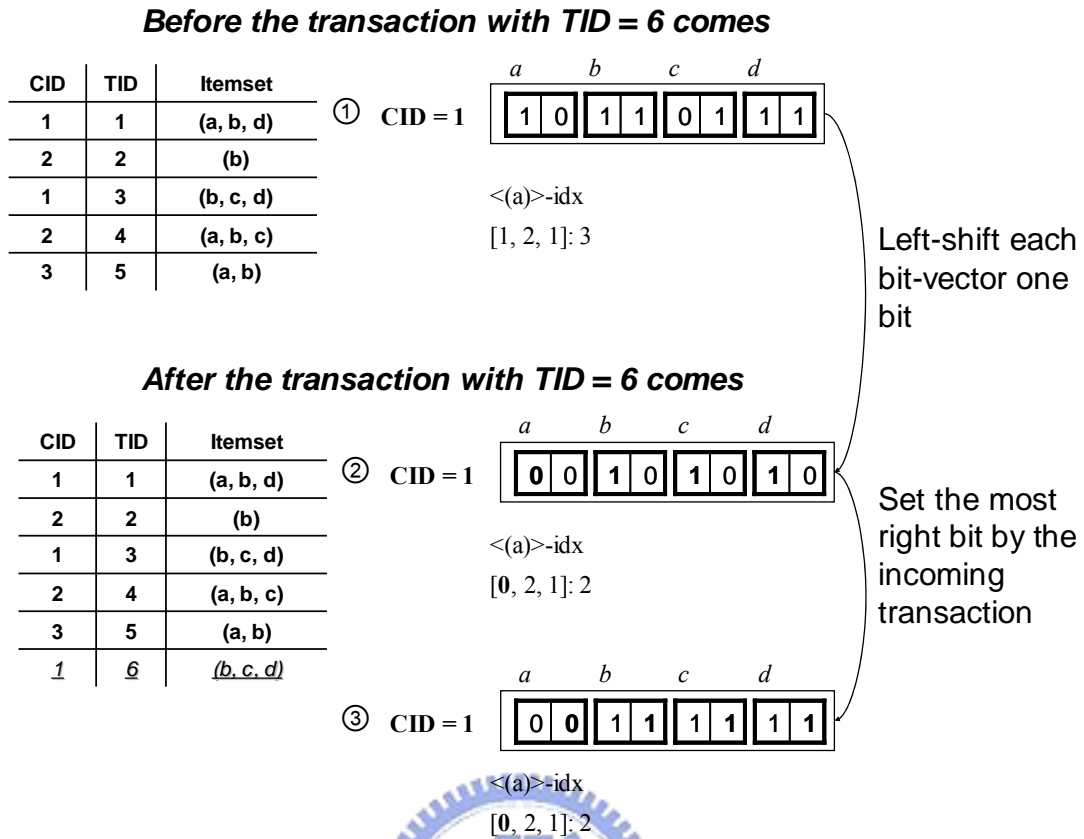 Before the transaction with TID = 6 comes
CID TID Itemset
1 1 (a, b, d)
2 2 (b)
1 3 (b, c, d)
2 4 (a, b, c)
3 5 (a, b)
① CID = 1
a b c d
1 0 1 1 0 1 1 1
<(a)>-idx
[1, 2, 1]: 3
Left-shift each
bit-vector one
bit
After the transaction with TID = 6 comes
CID TID Itemset
1 1 (a, b, d)
2 2 (b)
1 3 (b, c, d)
2 4 (a, b, c)
3 5 (a, b)
1 6 (b, c, d)
② CID = 1
a b c d
0 0 1 0 1 0 1 0
<(a)>-idx
[0, 2, 1]: 2
Set the most
right bit by the
incoming
transaction
③ CID = 1
a b c d
0 0 1 1 1 1 1 1
<(a)>-idx
[0, 2, 1]: 2